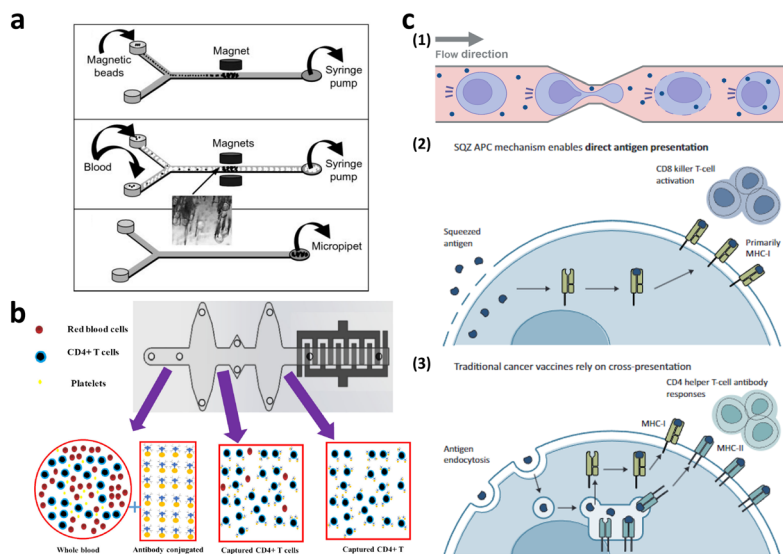 a
Magnetic
beads
Magnet
Syringe
pump
Blood
Magnets
Syringe
pump
Micropipet
b
Red blood cells
CD4+ T cells
Platelets
Whole blood
+
Antibody conjugated
Captured CD4+ T cells
Captured CD4+ T
c
(1)
Flow direction
(2)
SQZ APC mechanism enables direct antigen presentation
CD8 killer T-cell
activation
Squeezed
antigen
Primarily
MHC-I
(3)
Traditional cancer vaccines rely on cross-presentation
CD4 helper T-cell antibody
responses
MHC-I
MHC-II
Antigen
endocytosis